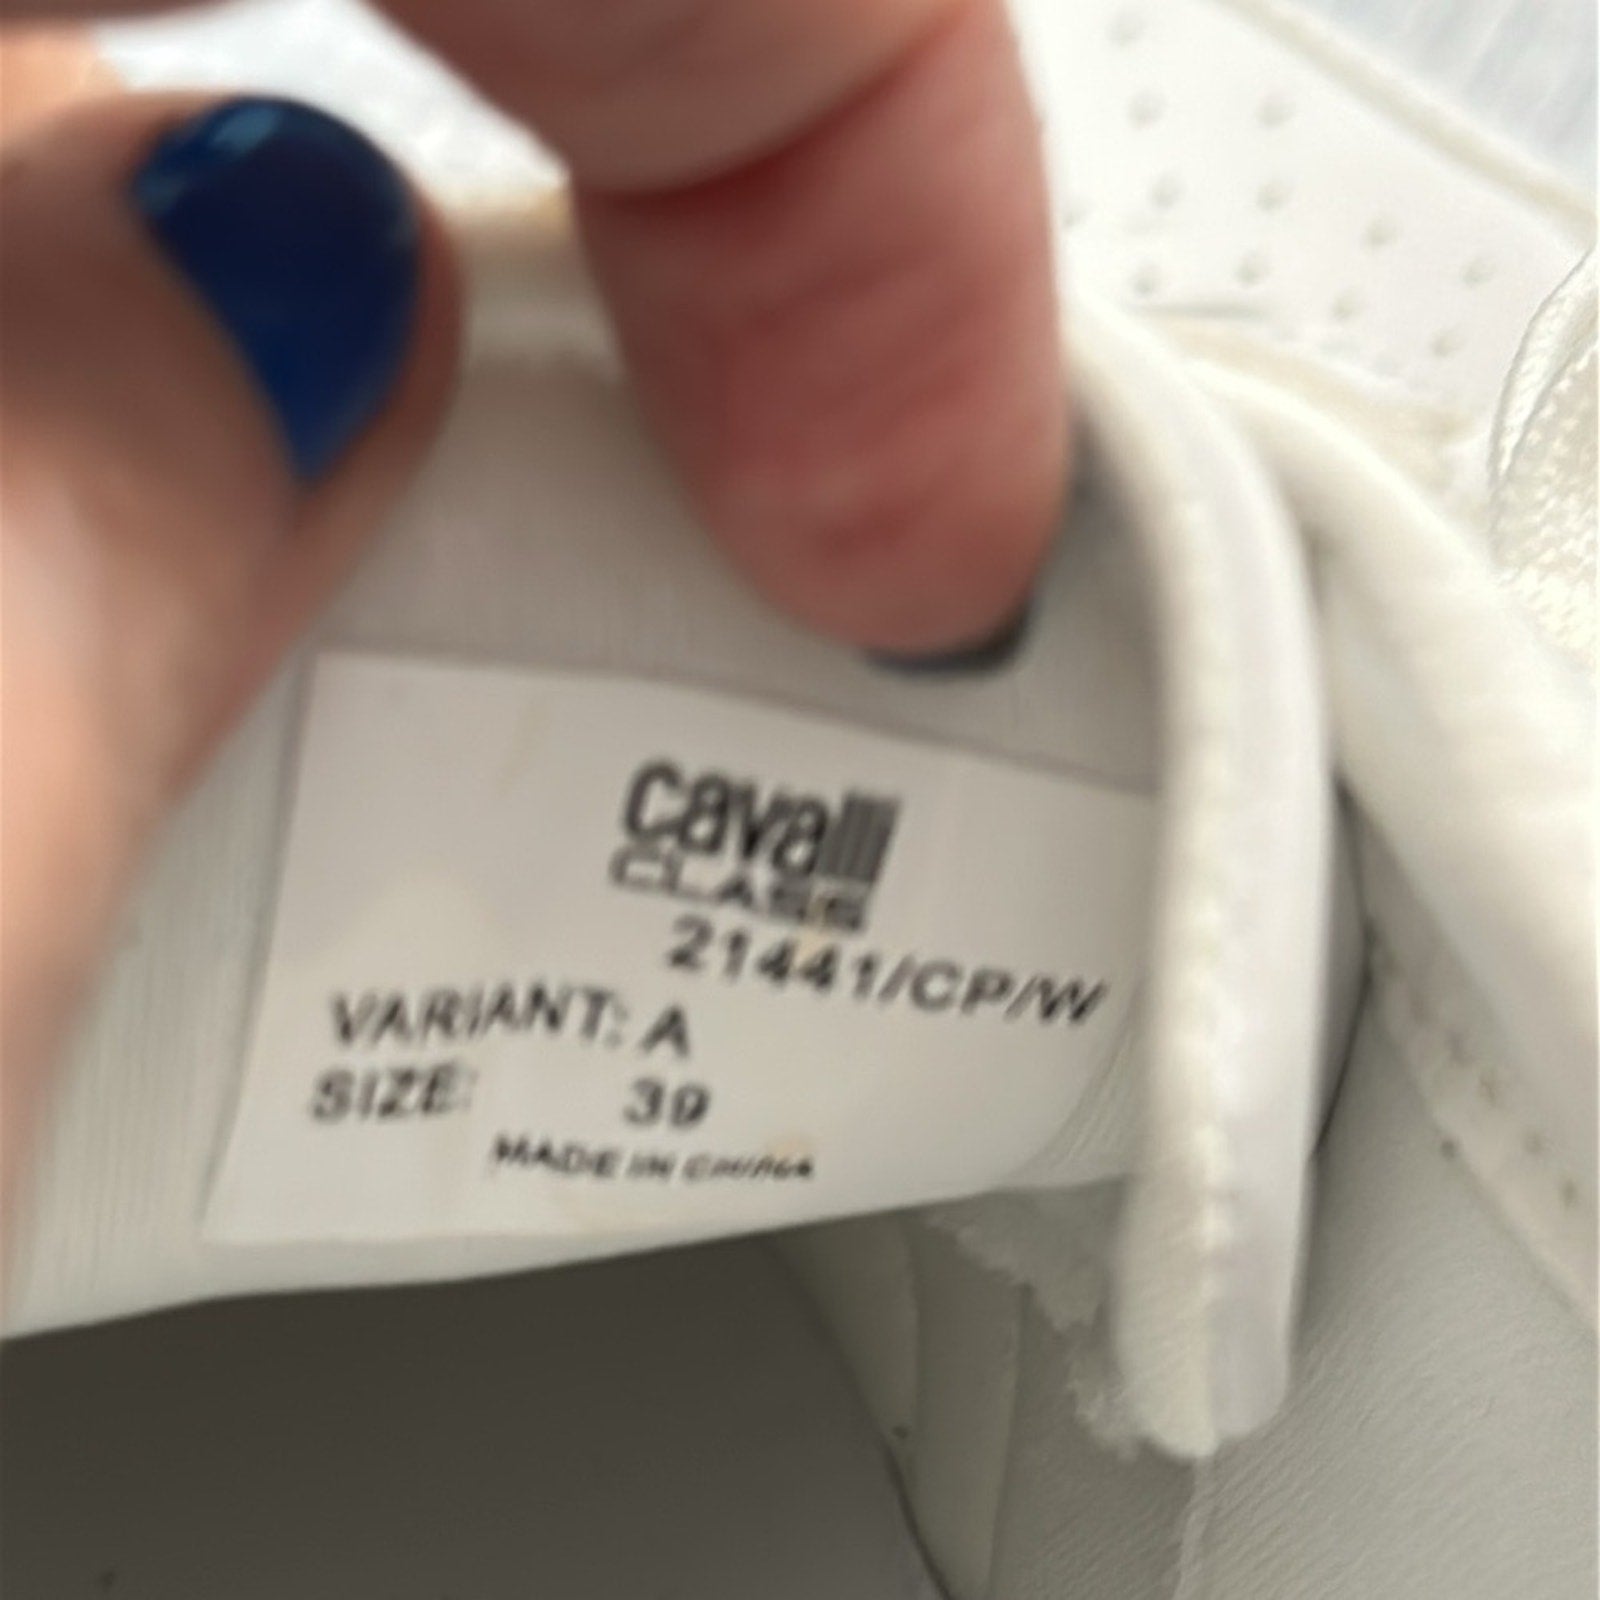 cavalli
CLASS
21441/CP/W
VARIANT: A
SIZE: 39
MADE IN CHINA